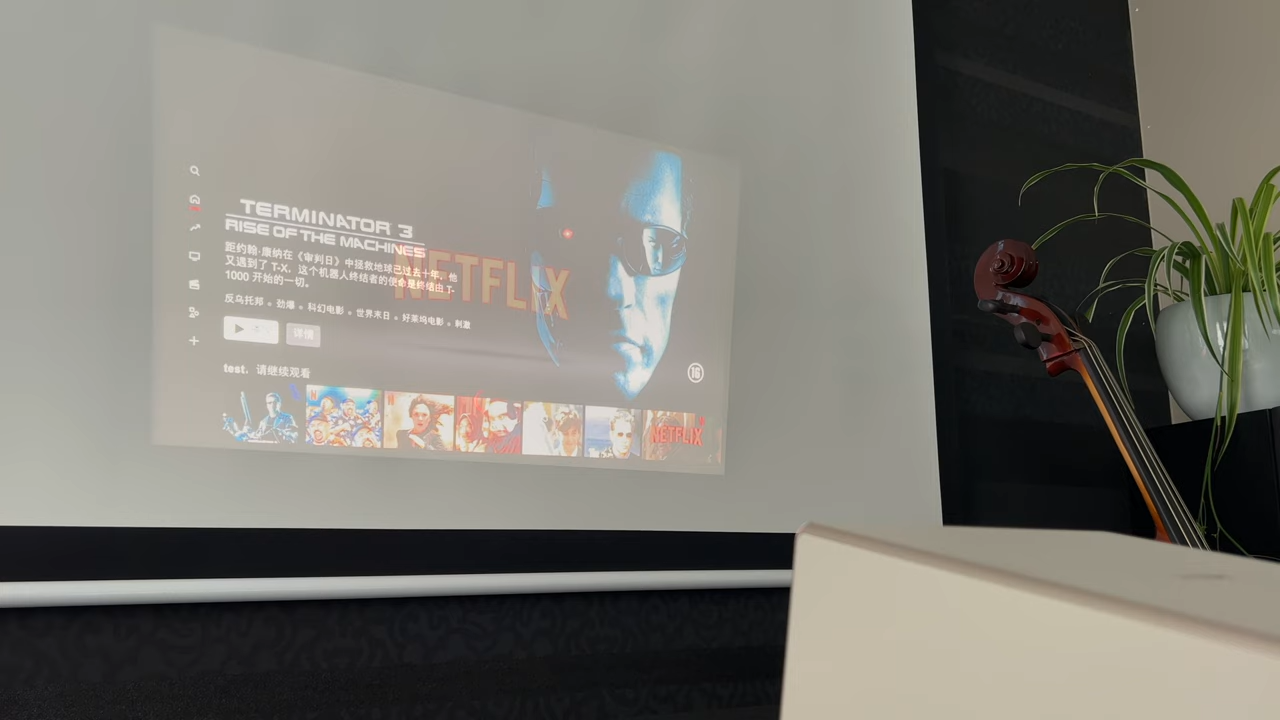 TERMINATOR 3
RISE OF THE MACHINES
距约翰·康纳在《审判日》中拯救地球已过去十年，他
又遇到了 T-X，这个机器人终结者的使命是终结由 T-
1000 开始的一切。
NETFLIX
反乌托邦 • 劲爆 • 科幻电影 • 世界末日 • 好莱坞电影 • 刺激
详情
16
test，请继续观看
N
N
NETFLIX